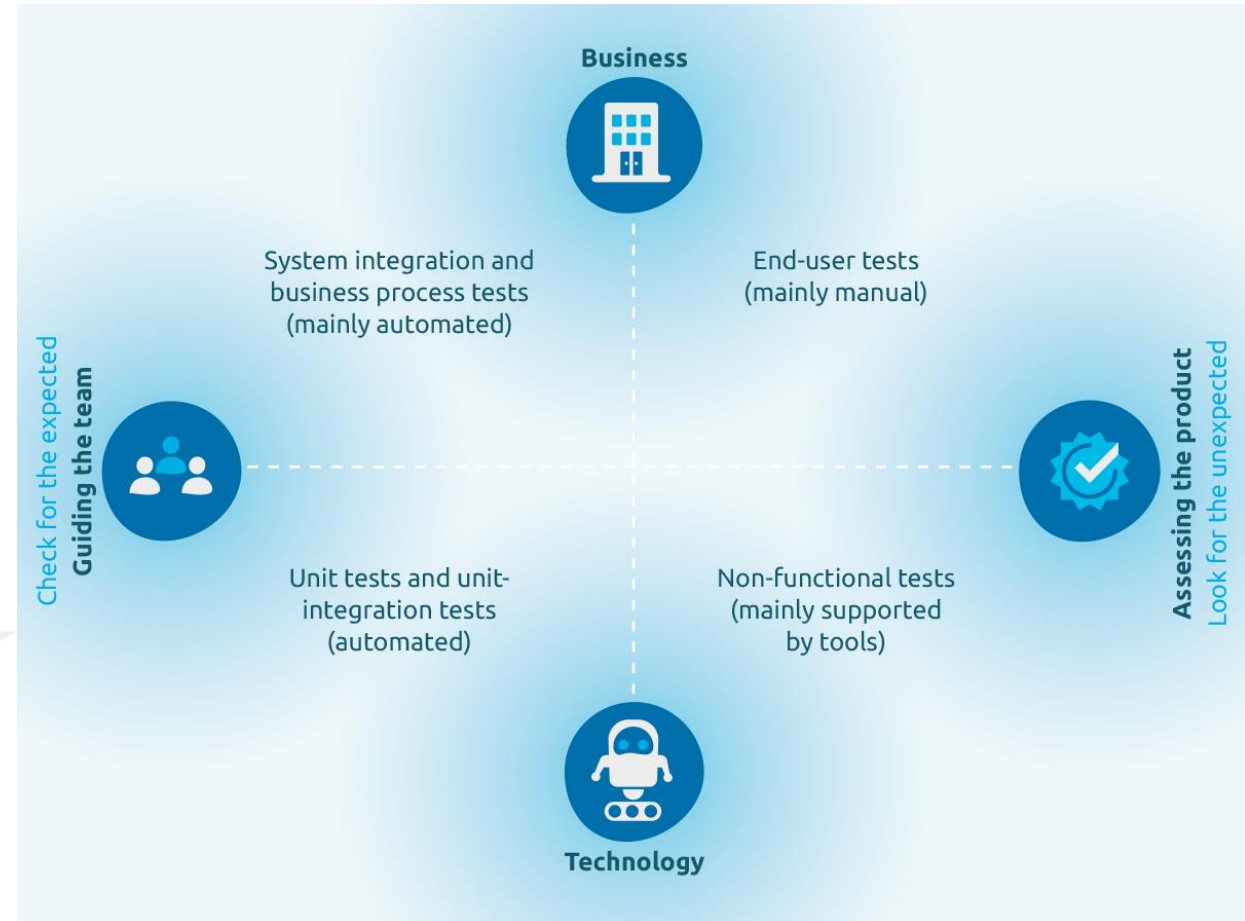 Business
System integration and
business process tests
(mainly automated)
End-user tests
(mainly manual)
Check for the expected
Guiding the team
Assessing the product
Look for the unexpected
Unit tests and unit-
integration tests
(automated)
Non-functional tests
(mainly supported
by tools)
Technology